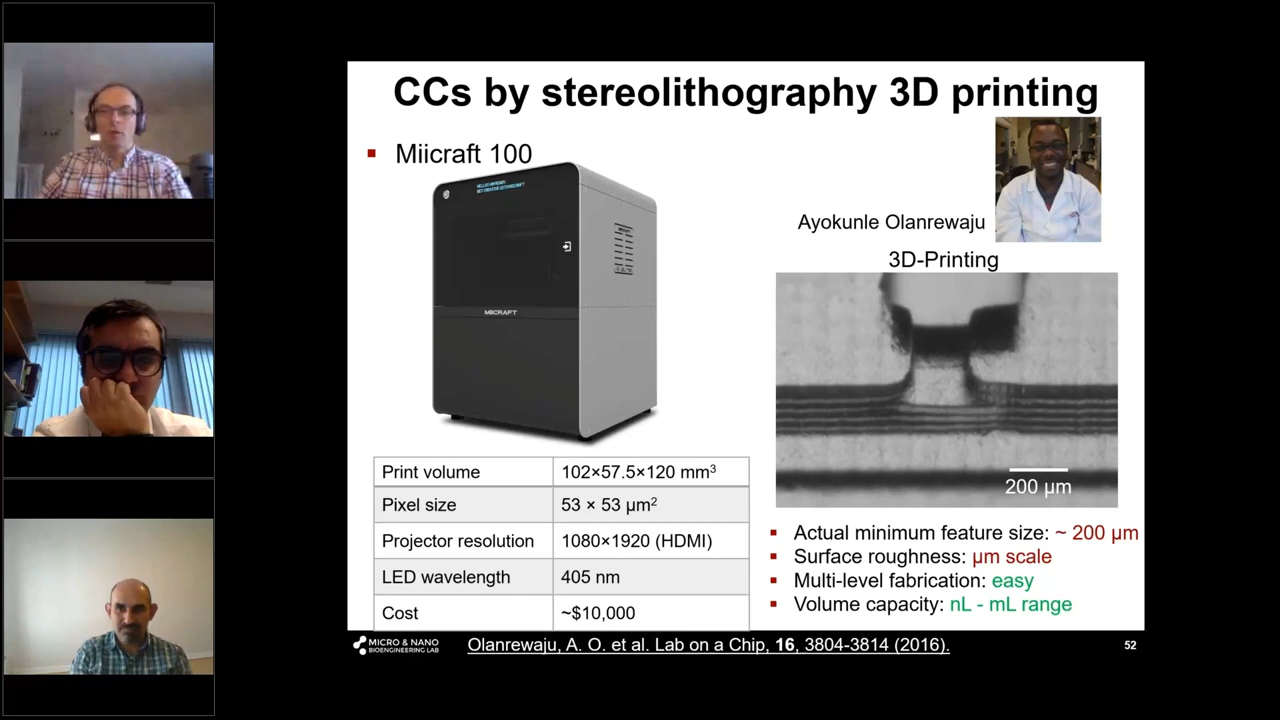 CCs by stereolithography 3D printing
▪ Miicraft 100
MIICRAFT
Ayokunle Olanrewaju
3D-Printing
200 µm
Print volume 102×57.5×120 mm³
Pixel size 53 × 53 µm²
Projector resolution 1080×1920 (HDMI)
LED wavelength 405 nm
Cost ~$10,000
▪ Actual minimum feature size: ~ 200 µm
▪ Surface roughness: µm scale
▪ Multi-level fabrication: easy
▪ Volume capacity: nL - mL range
MICRO & NANO
BIOENGINEERING LAB
Olanrewaju, A. O. et al. Lab on a Chip, 16, 3804-3814 (2016).
52